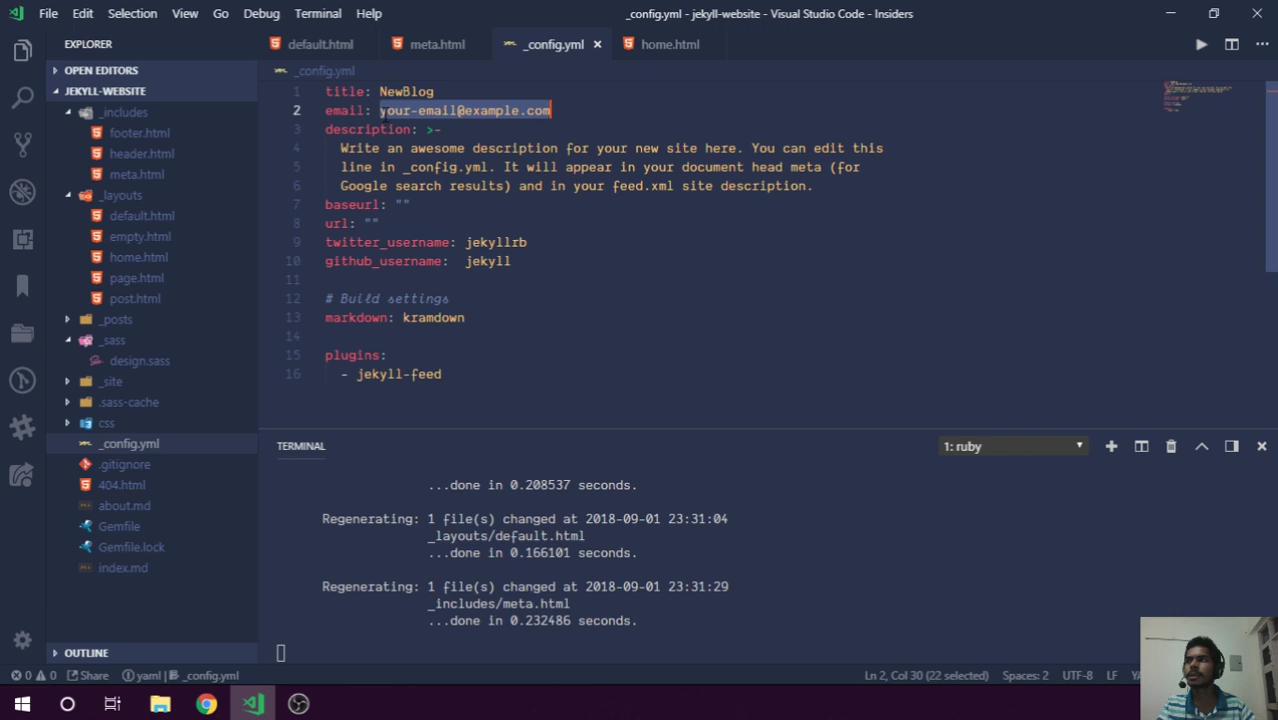 File Edit Selection View Go Debug Terminal Help
_config.yml - jekyll-website - Visual Studio Code - Insiders
EXPLORER
default.html
meta.html
_config.yml
home.html
OPEN EDITORS
JEKYLL-WEBSITE
_includes
footer.html
header.html
meta.html
_layouts
default.html
empty.html
home.html
page.html
post.html
_posts
_sass
design.sass
_site
.sass-cache
css
_config.yml
.gitignore
404.html
about.md
Gemfile
Gemfile.lock
index.md
OUTLINE
_config.yml
1 title: NewBlog
2 email: your-email@example.com
3 description: >-
4 Write an awesome description for your new site here. You can edit this
5 line in _config.yml. It will appear in your document head meta (for
6 Google search results) and in your feed.xml site description.
7 baseurl: ""
8 url: ""
9 twitter_username: jekyllrb
10 github_username: jekyll
11
12 # Build settings
13 markdown: kramdown
14
15 plugins:
16 - jekyll-feed
TERMINAL
1: ruby
...done in 0.208537 seconds.
Regenerating: 1 file(s) changed at 2018-09-01 23:31:04
_layouts/default.html
...done in 0.166101 seconds.
Regenerating: 1 file(s) changed at 2018-09-01 23:31:29
_includes/meta.html
...done in 0.232486 seconds.
0 0 Share yaml | _config.yml
Ln 2, Col 30 (22 selected) Spaces: 2 UTF-8 LF